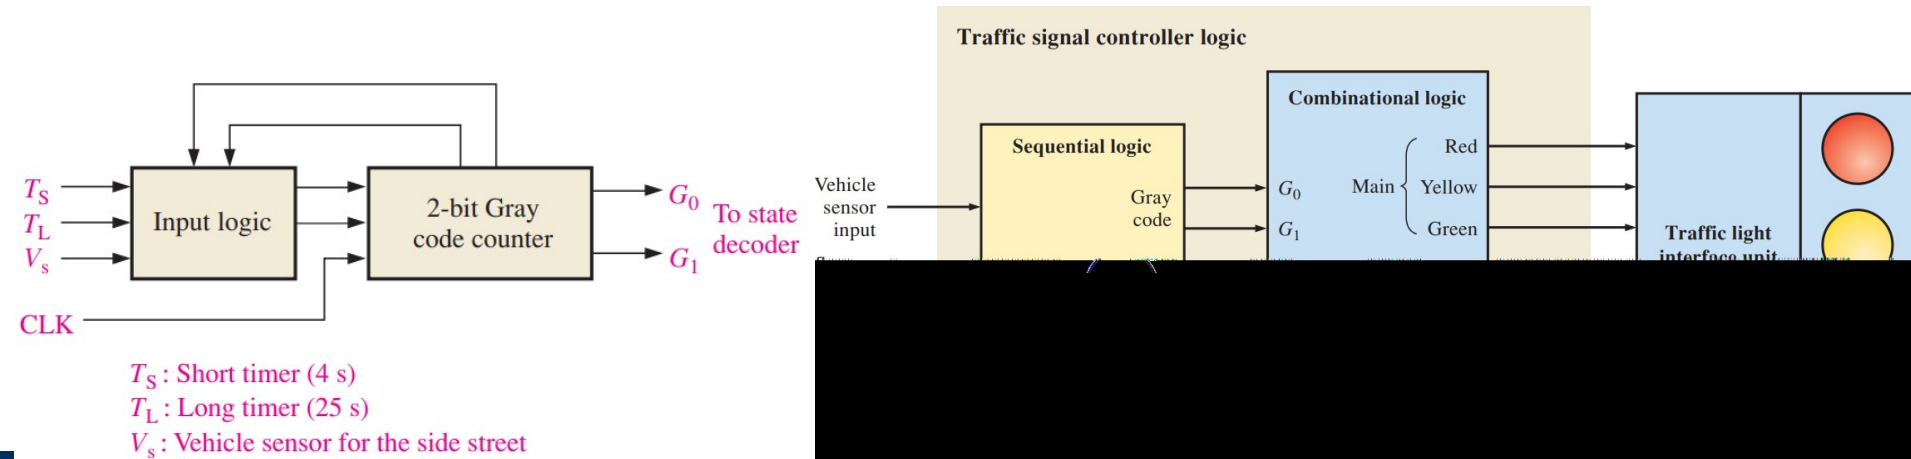 T_S
T_L
V_s
Input logic
2-bit Gray
code counter
G_0
G_1
To state
decoder
CLK
T_S : Short timer (4 s)
T_L : Long timer (25 s)
V_s : Vehicle sensor for the side street
Traffic signal controller logic
Vehicle
sensor
input
Sequential logic
Gray
code
Combinational logic
G_0
G_1
Main
Red
Yellow
Green
Traffic light
interface unit